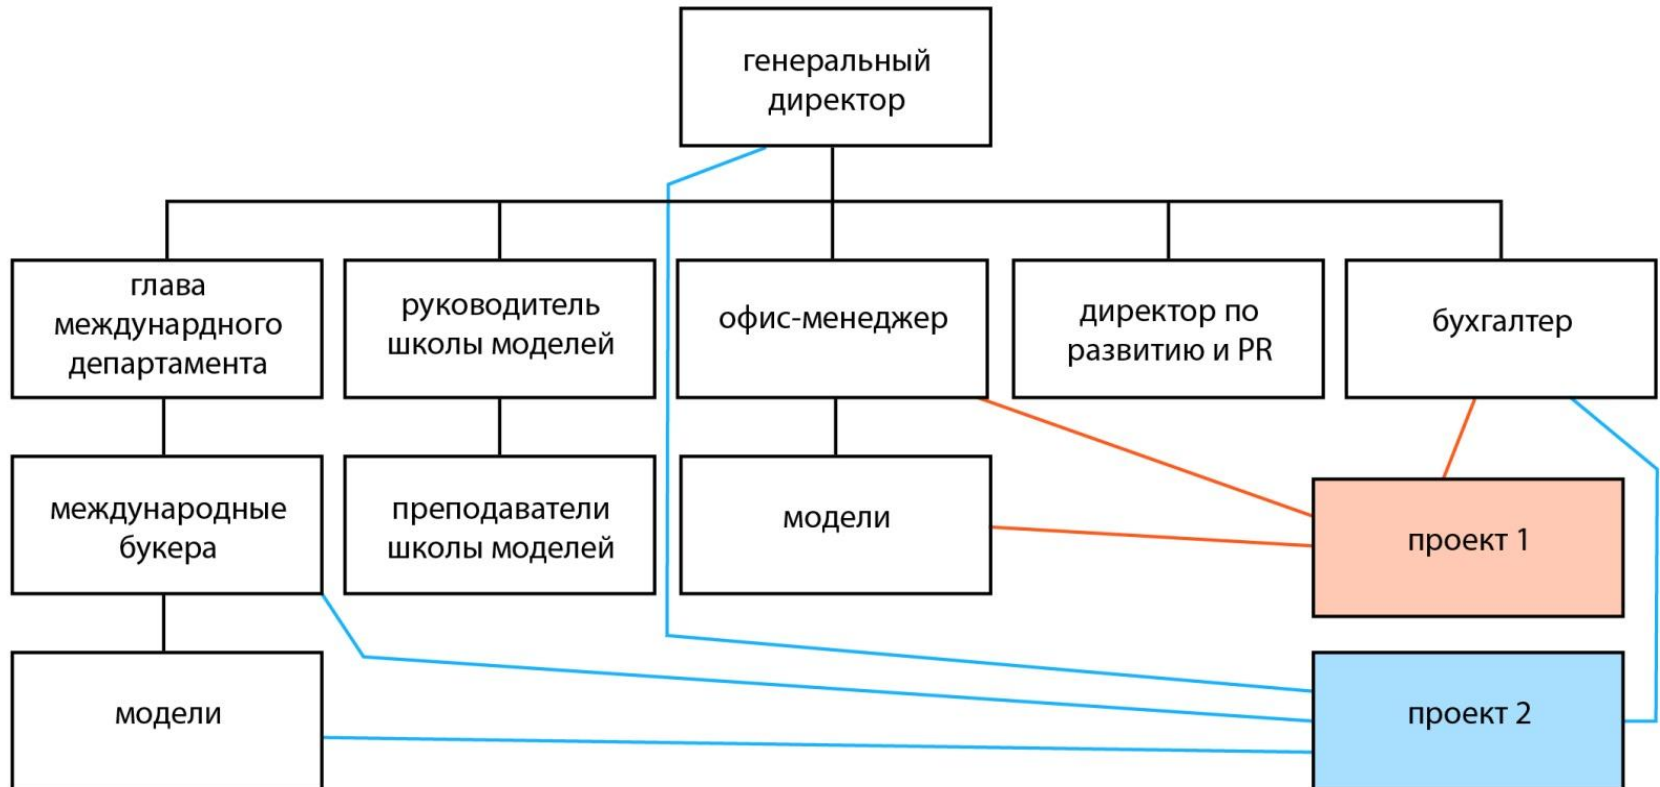 генеральный
директор
глава
междунардного
департамента
руководитель
школы моделей
офис-менеджер
директор по
развитию и PR
бухгалтер
международные
букера
преподаватели
школы моделей
модели
проект 1
модели
проект 2